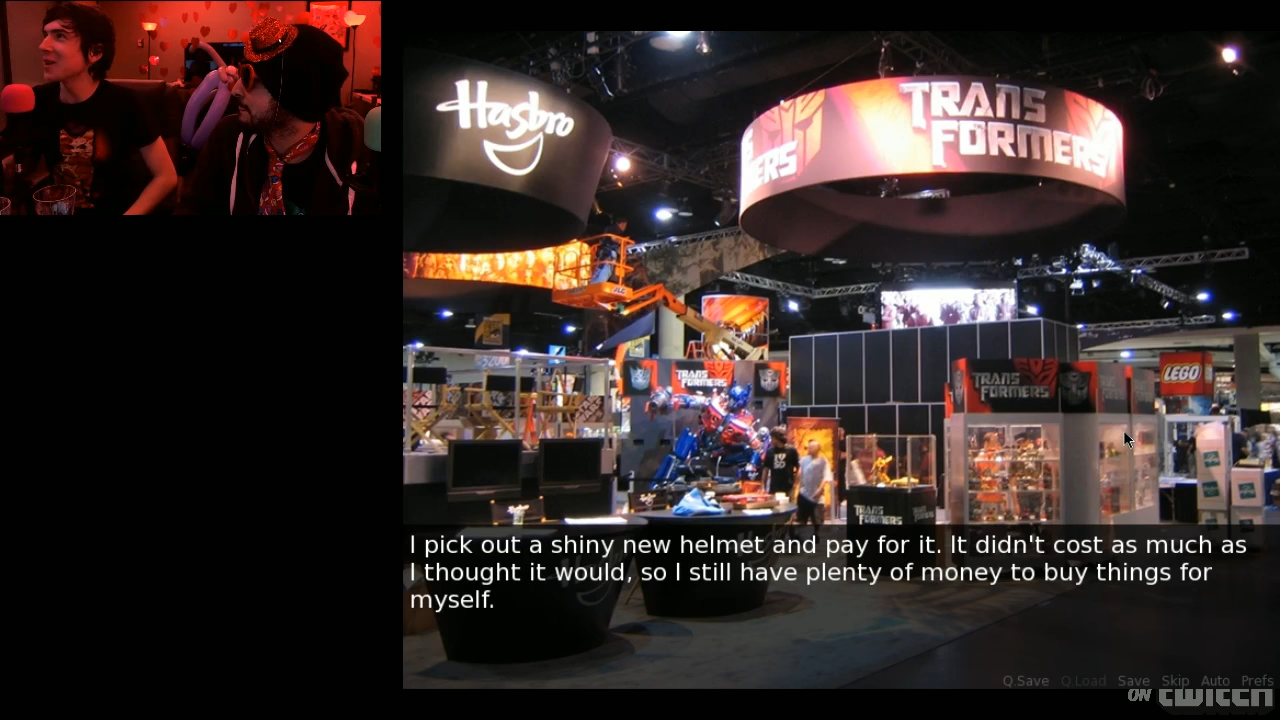 Hasbro
TRANS
FORMERS
ERS
TRANS
FORMERS
TRANS
FORMERS
LEGO
TRANS
FORMERS
I pick out a shiny new helmet and pay for it. It didn't cost as much as
I thought it would, so I still have plenty of money to buy things for
myself.
Q.Save Q.Load Save Skip Auto Prefs
ON twitch